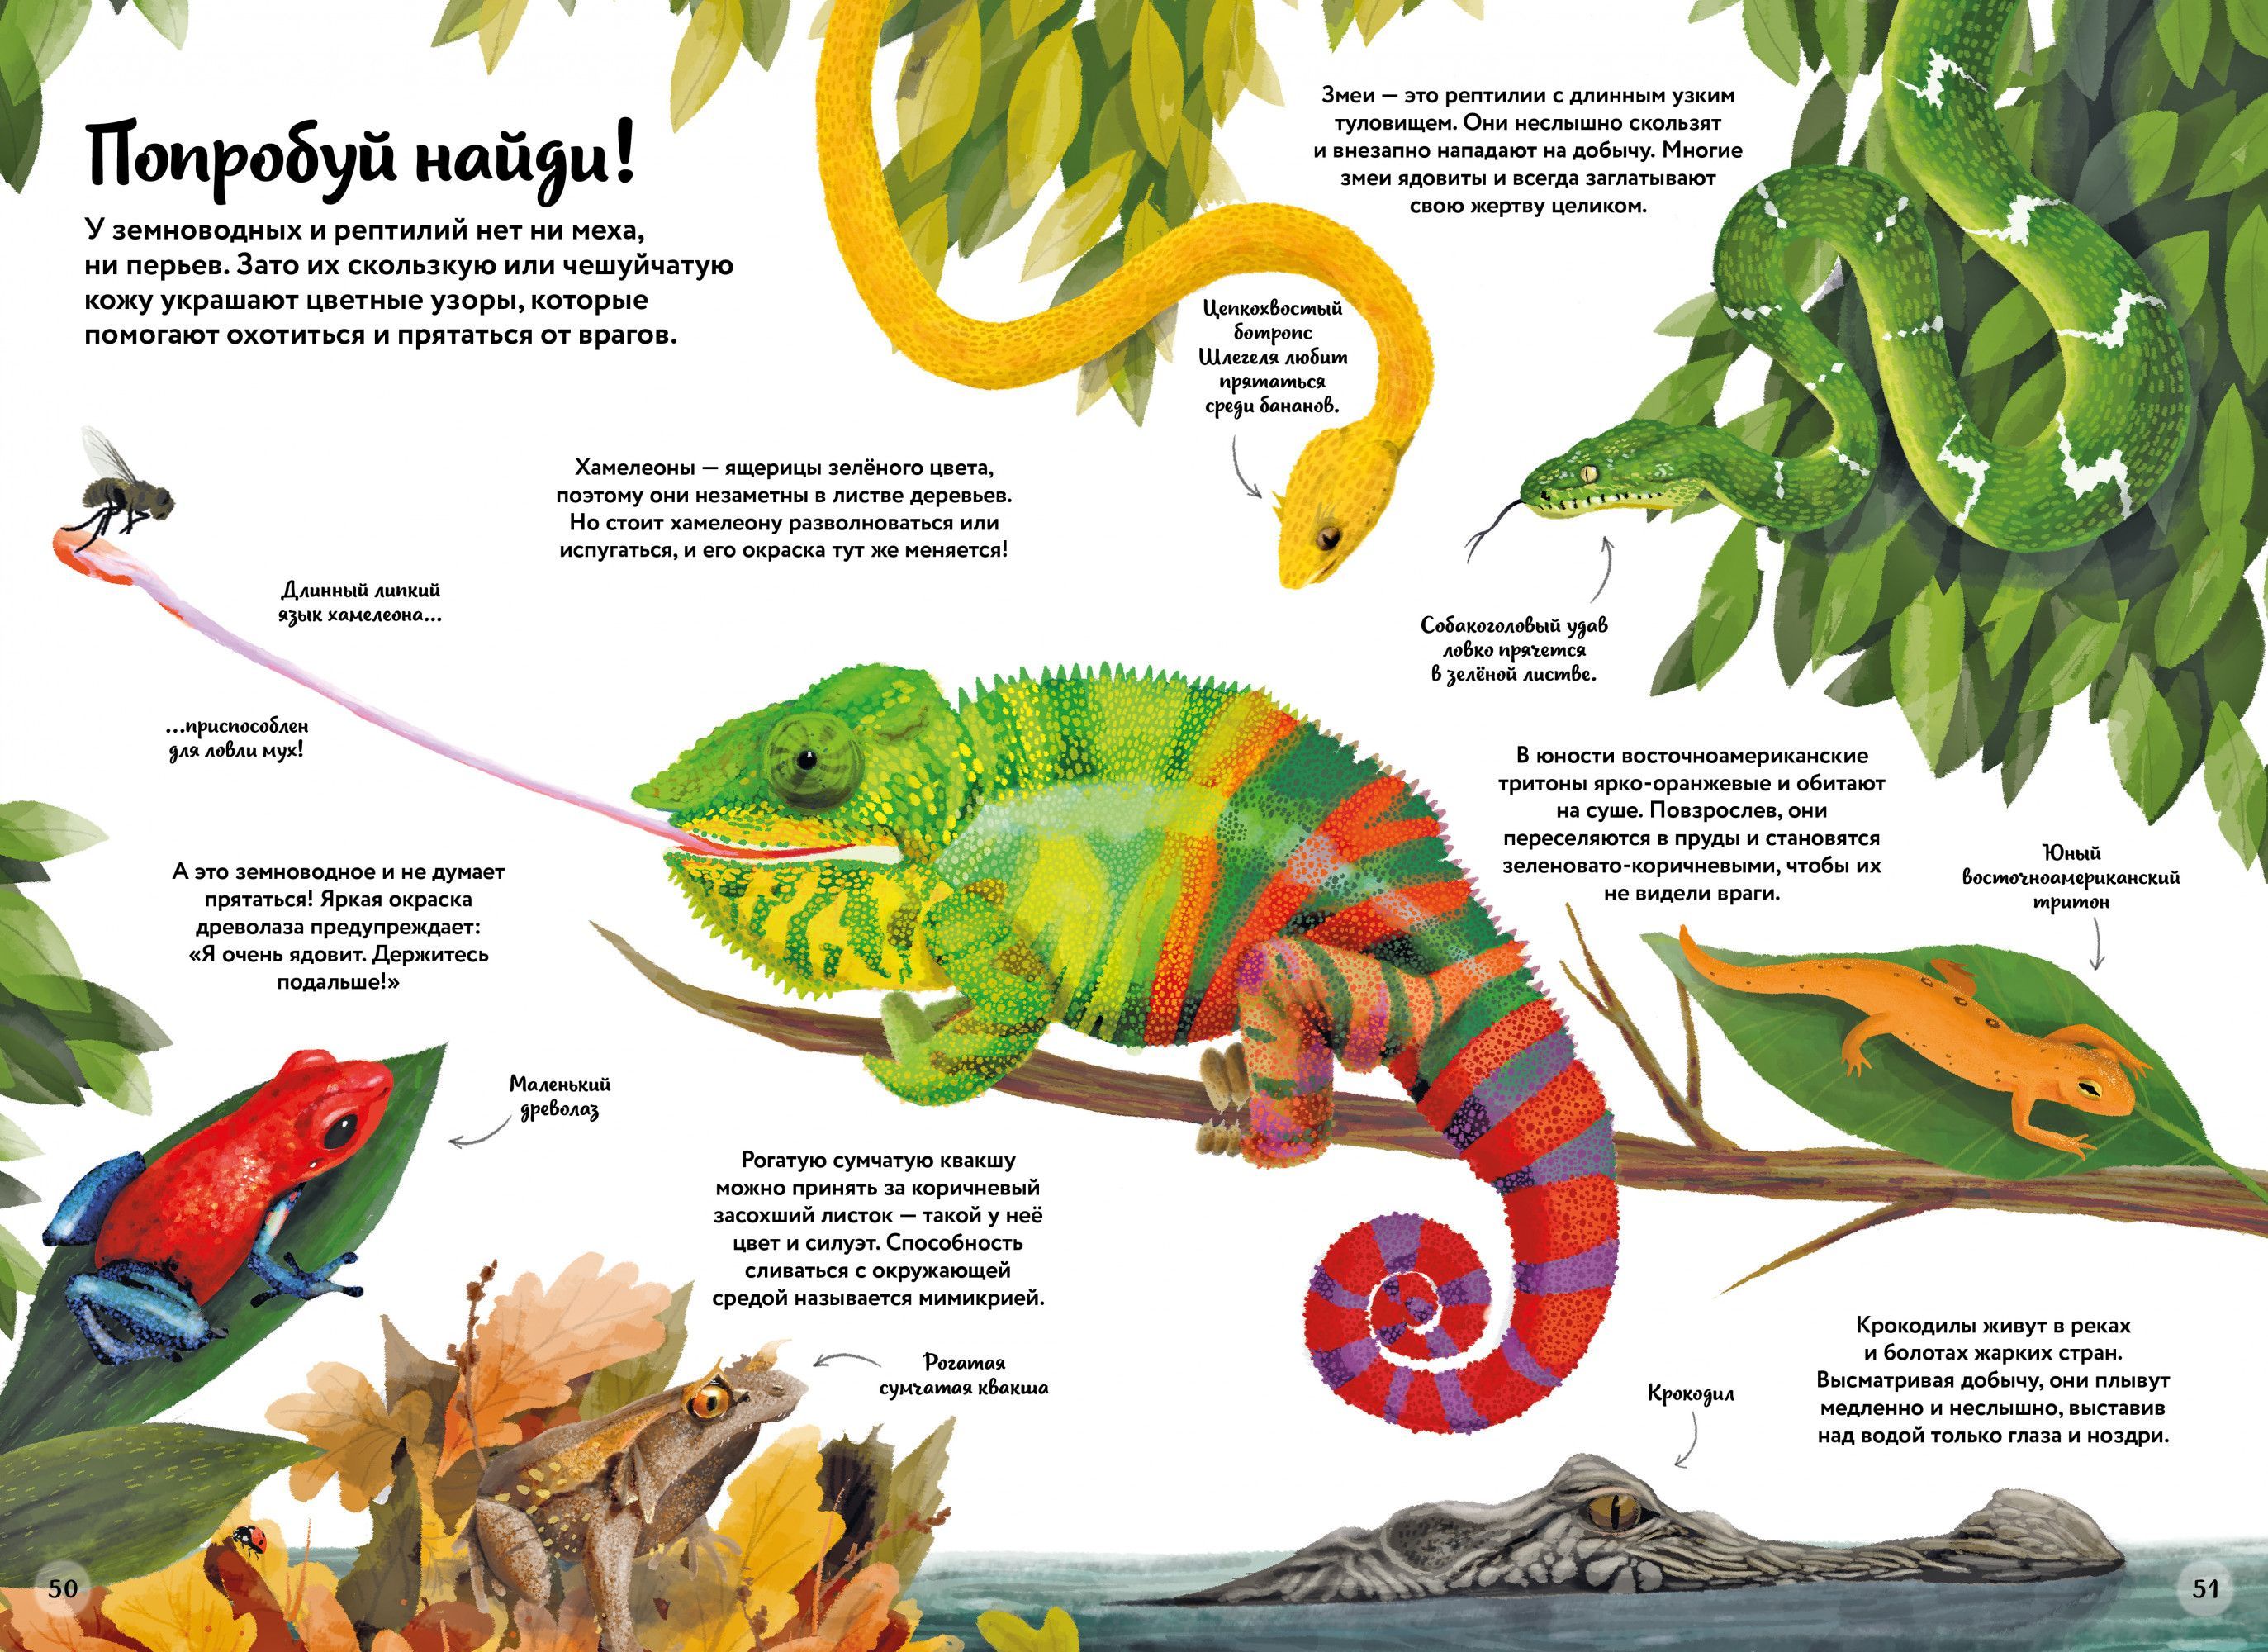 Попробуй найди!
У земноводных и рептилий нет ни меха,
ни перьев. Зато их скользкую или чешуйчатую
кожу украшают цветные узоры, которые
помогают охотиться и прятаться от врагов.
Змеи — это рептилии с длинным узким
туловищем. Они неслышно скользят
и внезапно нападают на добычу. Многие
змеи ядовиты и всегда заглатывают
свою жертву целиком.
Цепкохвостый
ботропс
Шлегеля любит
прятаться
среди бананов.
Хамелеоны — ящерицы зелёного цвета,
поэтому они незаметны в листве деревьев.
Но стоит хамелеону разволноваться или
испугаться, и его окраска тут же меняется!
Длинный липкий
язык хамелеона...
...приспособлен
для ловли мух!
Собакоголовый удав
ловко прячется
в зелёной листве.
В юности восточноамериканские
тритоны ярко-оранжевые и обитают
на суше. Повзрослев, они
переселяются в пруды и становятся
зеленовато-коричневыми, чтобы их
не видели враги.
Юный
восточноамериканский
тритон
А это земноводное и не думает
прятаться! Яркая окраска
древолаза предупреждает:
«Я очень ядовит. Держитесь
подальше!»
Маленький
древолаз
Рогатую сумчатую квакшу
можно принять за коричневый
засохший листок — такой у неё
цвет и силуэт. Способность
сливаться с окружающей
средой называется мимикрией.
Рогатая
сумчатая квакша
Крокодил
Крокодилы живут в реках
и болотах жарких стран.
Высматривая добычу, они плывут
медленно и неслышно, выставив
над водой только глаза и ноздри.
50
51